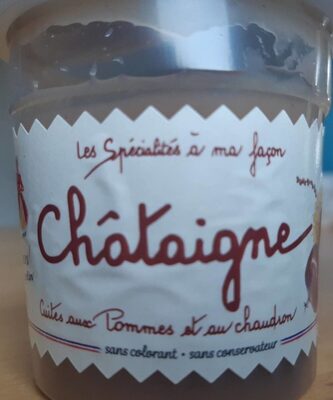 Les Spécialités à ma façon
Châtaigne
Cuites aux Pommes et au chaudron
sans colorant • sans conservateur